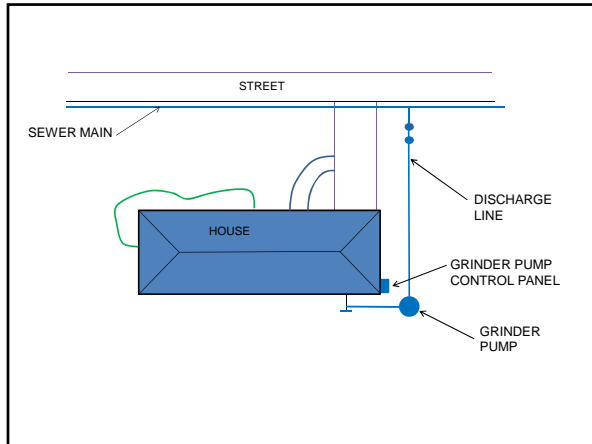 STREET
SEWER MAIN
DISCHARGE
LINE
HOUSE
GRINDER PUMP
CONTROL PANEL
GRINDER
PUMP